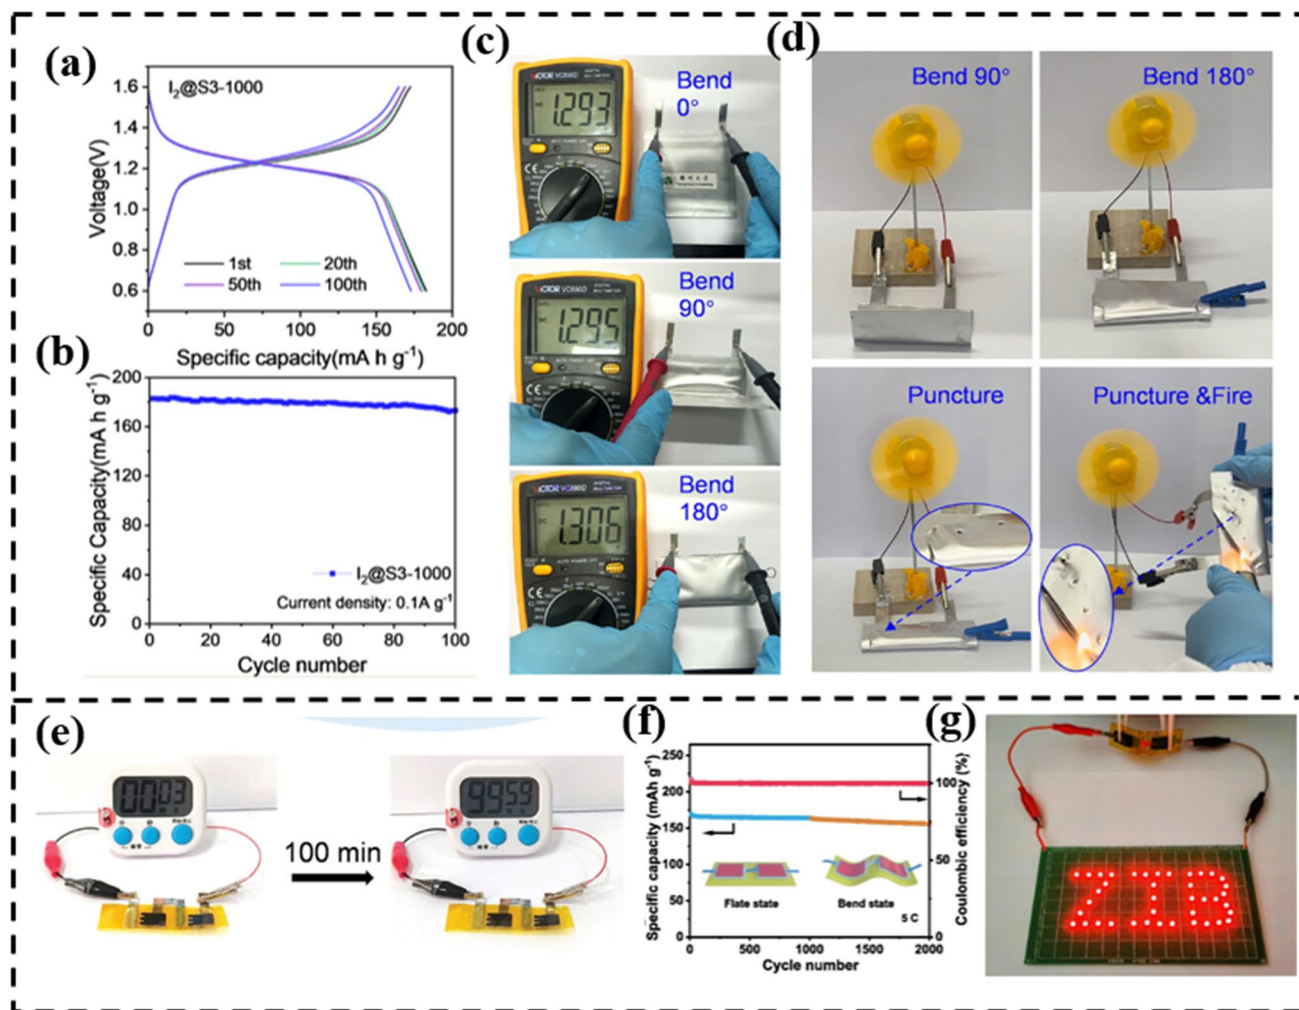 (a)
I₂@S3-1000
Voltage(V)
1.6
1.4
1.2
1.0
0.8
0.6
1st
20th
50th
100th
0
50
100
150
200
Specific capacity(mA h g⁻¹)
(b)
Specific Capacity(mA h g⁻¹)
200
160
120
80
40
0
I₂@S3-1000
Current density: 0.1A g⁻¹
0
20
40
60
80
100
Cycle number
(c)
Bend
0°
1.293
Bend
90°
1.295
Bend
180°
1.306
(d)
Bend 90°
Bend 180°
Puncture
Puncture &Fire
(e)
00 03
100 min
99 59
(f)
Specific capacity (mAh g⁻¹)
250
200
150
100
50
0
Coulombic efficiency (%)
100
50
0
Flate state
Bend state
5 C
0
500
1000
1500
2000
Cycle number
(g)
ZIB